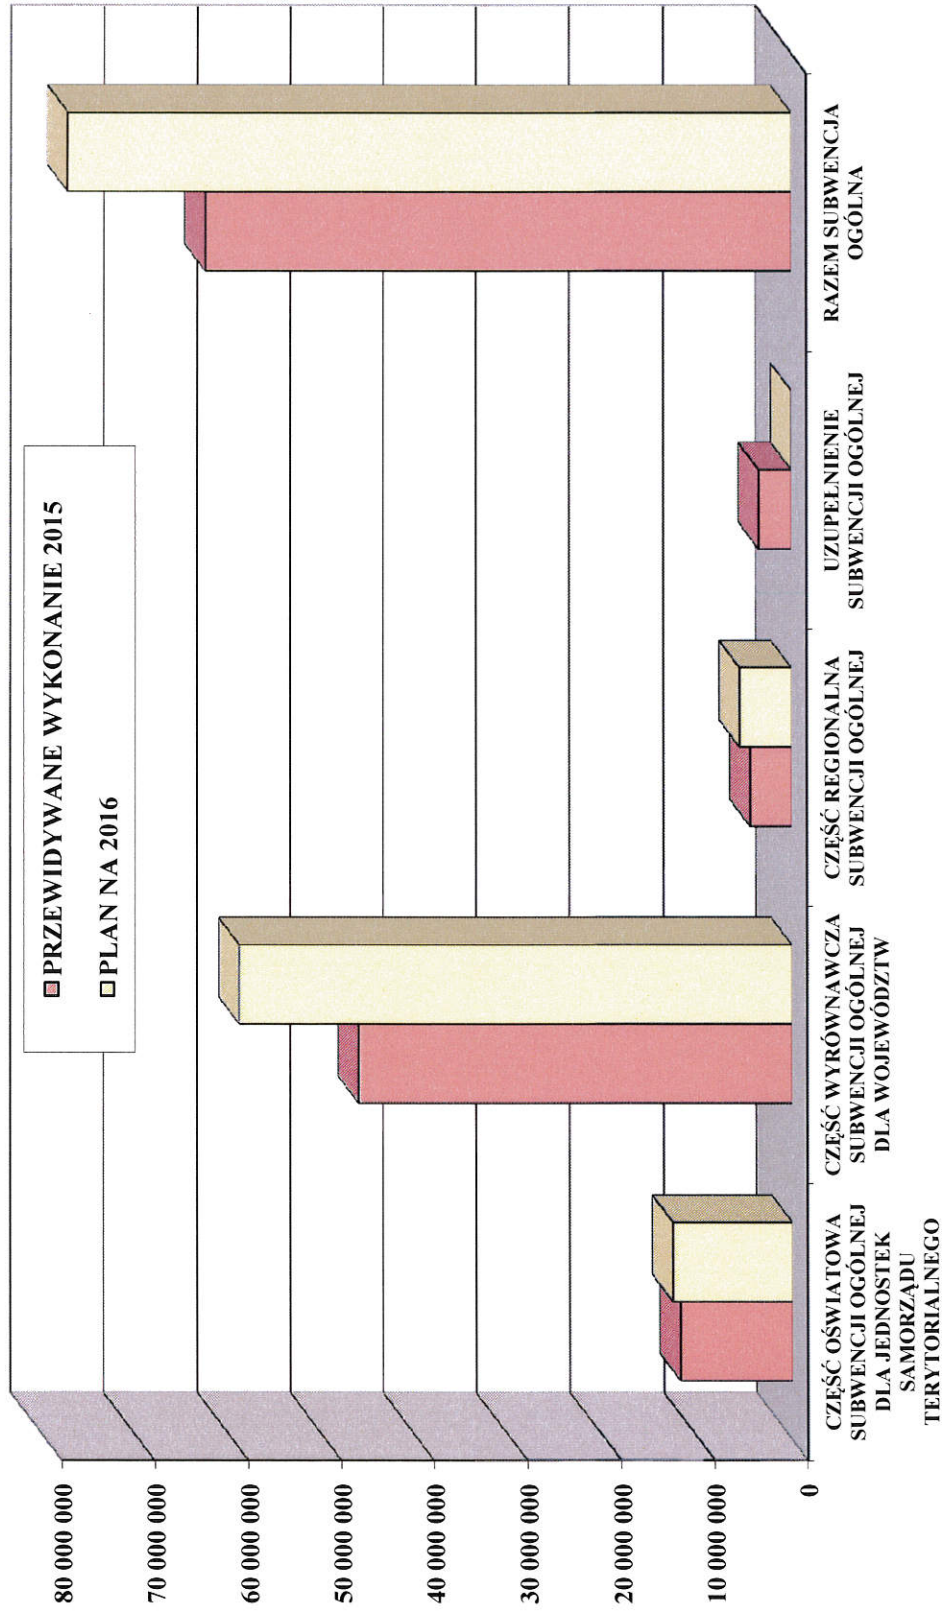 PRZEWIDYWANE WYKONANIE 2015
PLAN NA 2016
80 000 000
70 000 000
60 000 000
50 000 000
40 000 000
30 000 000
20 000 000
10 000 000
0
CZĘŚĆ OŚWIATOWA
SUBWENCJI OGÓLNEJ
DLA JEDNOSTEK
SAMORZĄDU
TERYTORIALNEGO
CZĘŚĆ WYRÓWNAWCZA
SUBWENCJI OGÓLNEJ
DLA WOJEWÓDZTW
CZĘŚĆ REGIONALNA
SUBWENCJI OGÓLNEJ
UZUPEŁNIENIE
SUBWENCJI OGÓLNEJ
RAZEM SUBWENCJA
OGÓLNA